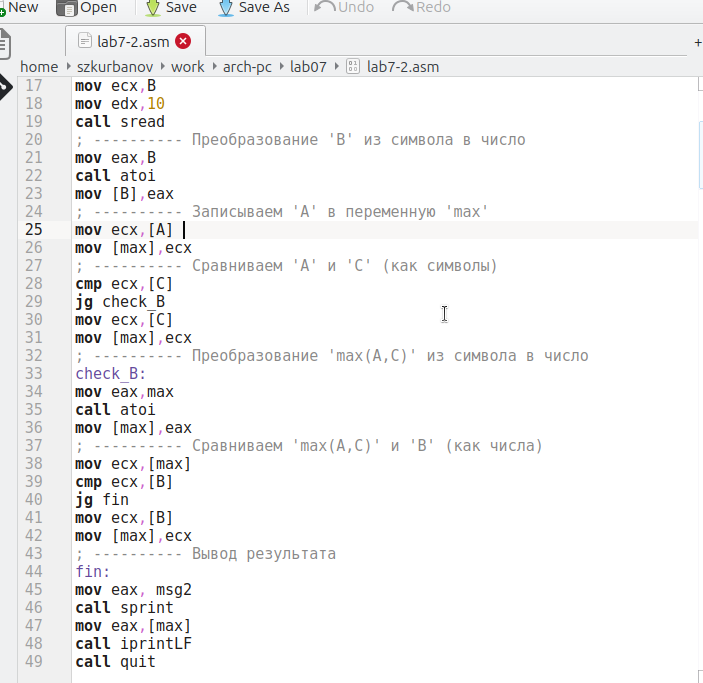 New Open Save Save As Undo Redo
lab7-2.asm
+
home szkurbanov work arch-pc lab07 lab7-2.asm
17 mov ecx,B
18 mov edx,10
19 call sread
20 ; ---------- Преобразование 'B' из символа в число
21 mov eax,B
22 call atoi
23 mov [B],eax
24 ; ---------- Записываем 'A' в переменную 'max'
25 mov ecx,[A]
26 mov [max],ecx
27 ; ---------- Сравниваем 'A' и 'C' (как символы)
28 cmp ecx,[C]
29 jg check_B
30 mov ecx,[C]
31 mov [max],ecx
32 ; ---------- Преобразование 'max(A,C)' из символа в число
33 check_B:
34 mov eax,max
35 call atoi
36 mov [max],eax
37 ; ---------- Сравниваем 'max(A,C)' и 'B' (как числа)
38 mov ecx,[max]
39 cmp ecx,[B]
40 jg fin
41 mov ecx,[B]
42 mov [max],ecx
43 ; ---------- Вывод результата
44 fin:
45 mov eax, msg2
46 call sprint
47 mov eax,[max]
48 call iprintLF
49 call quit